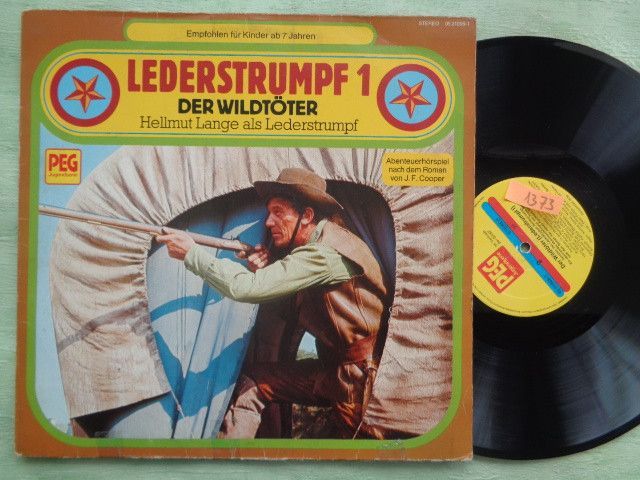 STEREO
Empfohlen für Kinder ab 7 Jahren
LEDERSTRUMPF 1
DER WILDTÖTER
Hellmut Lange als Lederstrumpf
PEG
Abenteuerhörspiel
nach dem Roman
von J. F. Cooper
1373
PEG